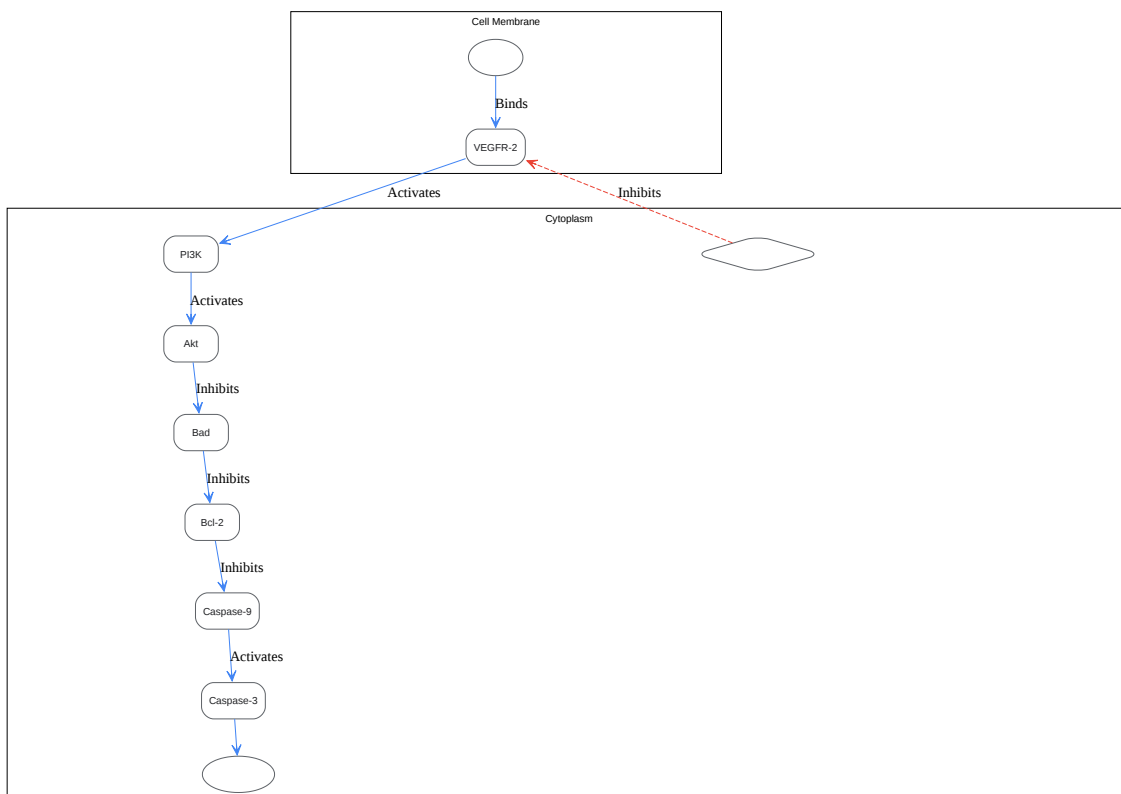 Cell Membrane
Binds
VEGFR-2
Activates
Inhibits
Cytoplasm
PI3K
Activates
Akt
Inhibits
Bad
Inhibits
Bcl-2
Inhibits
Caspase-9
Activates
Caspase-3